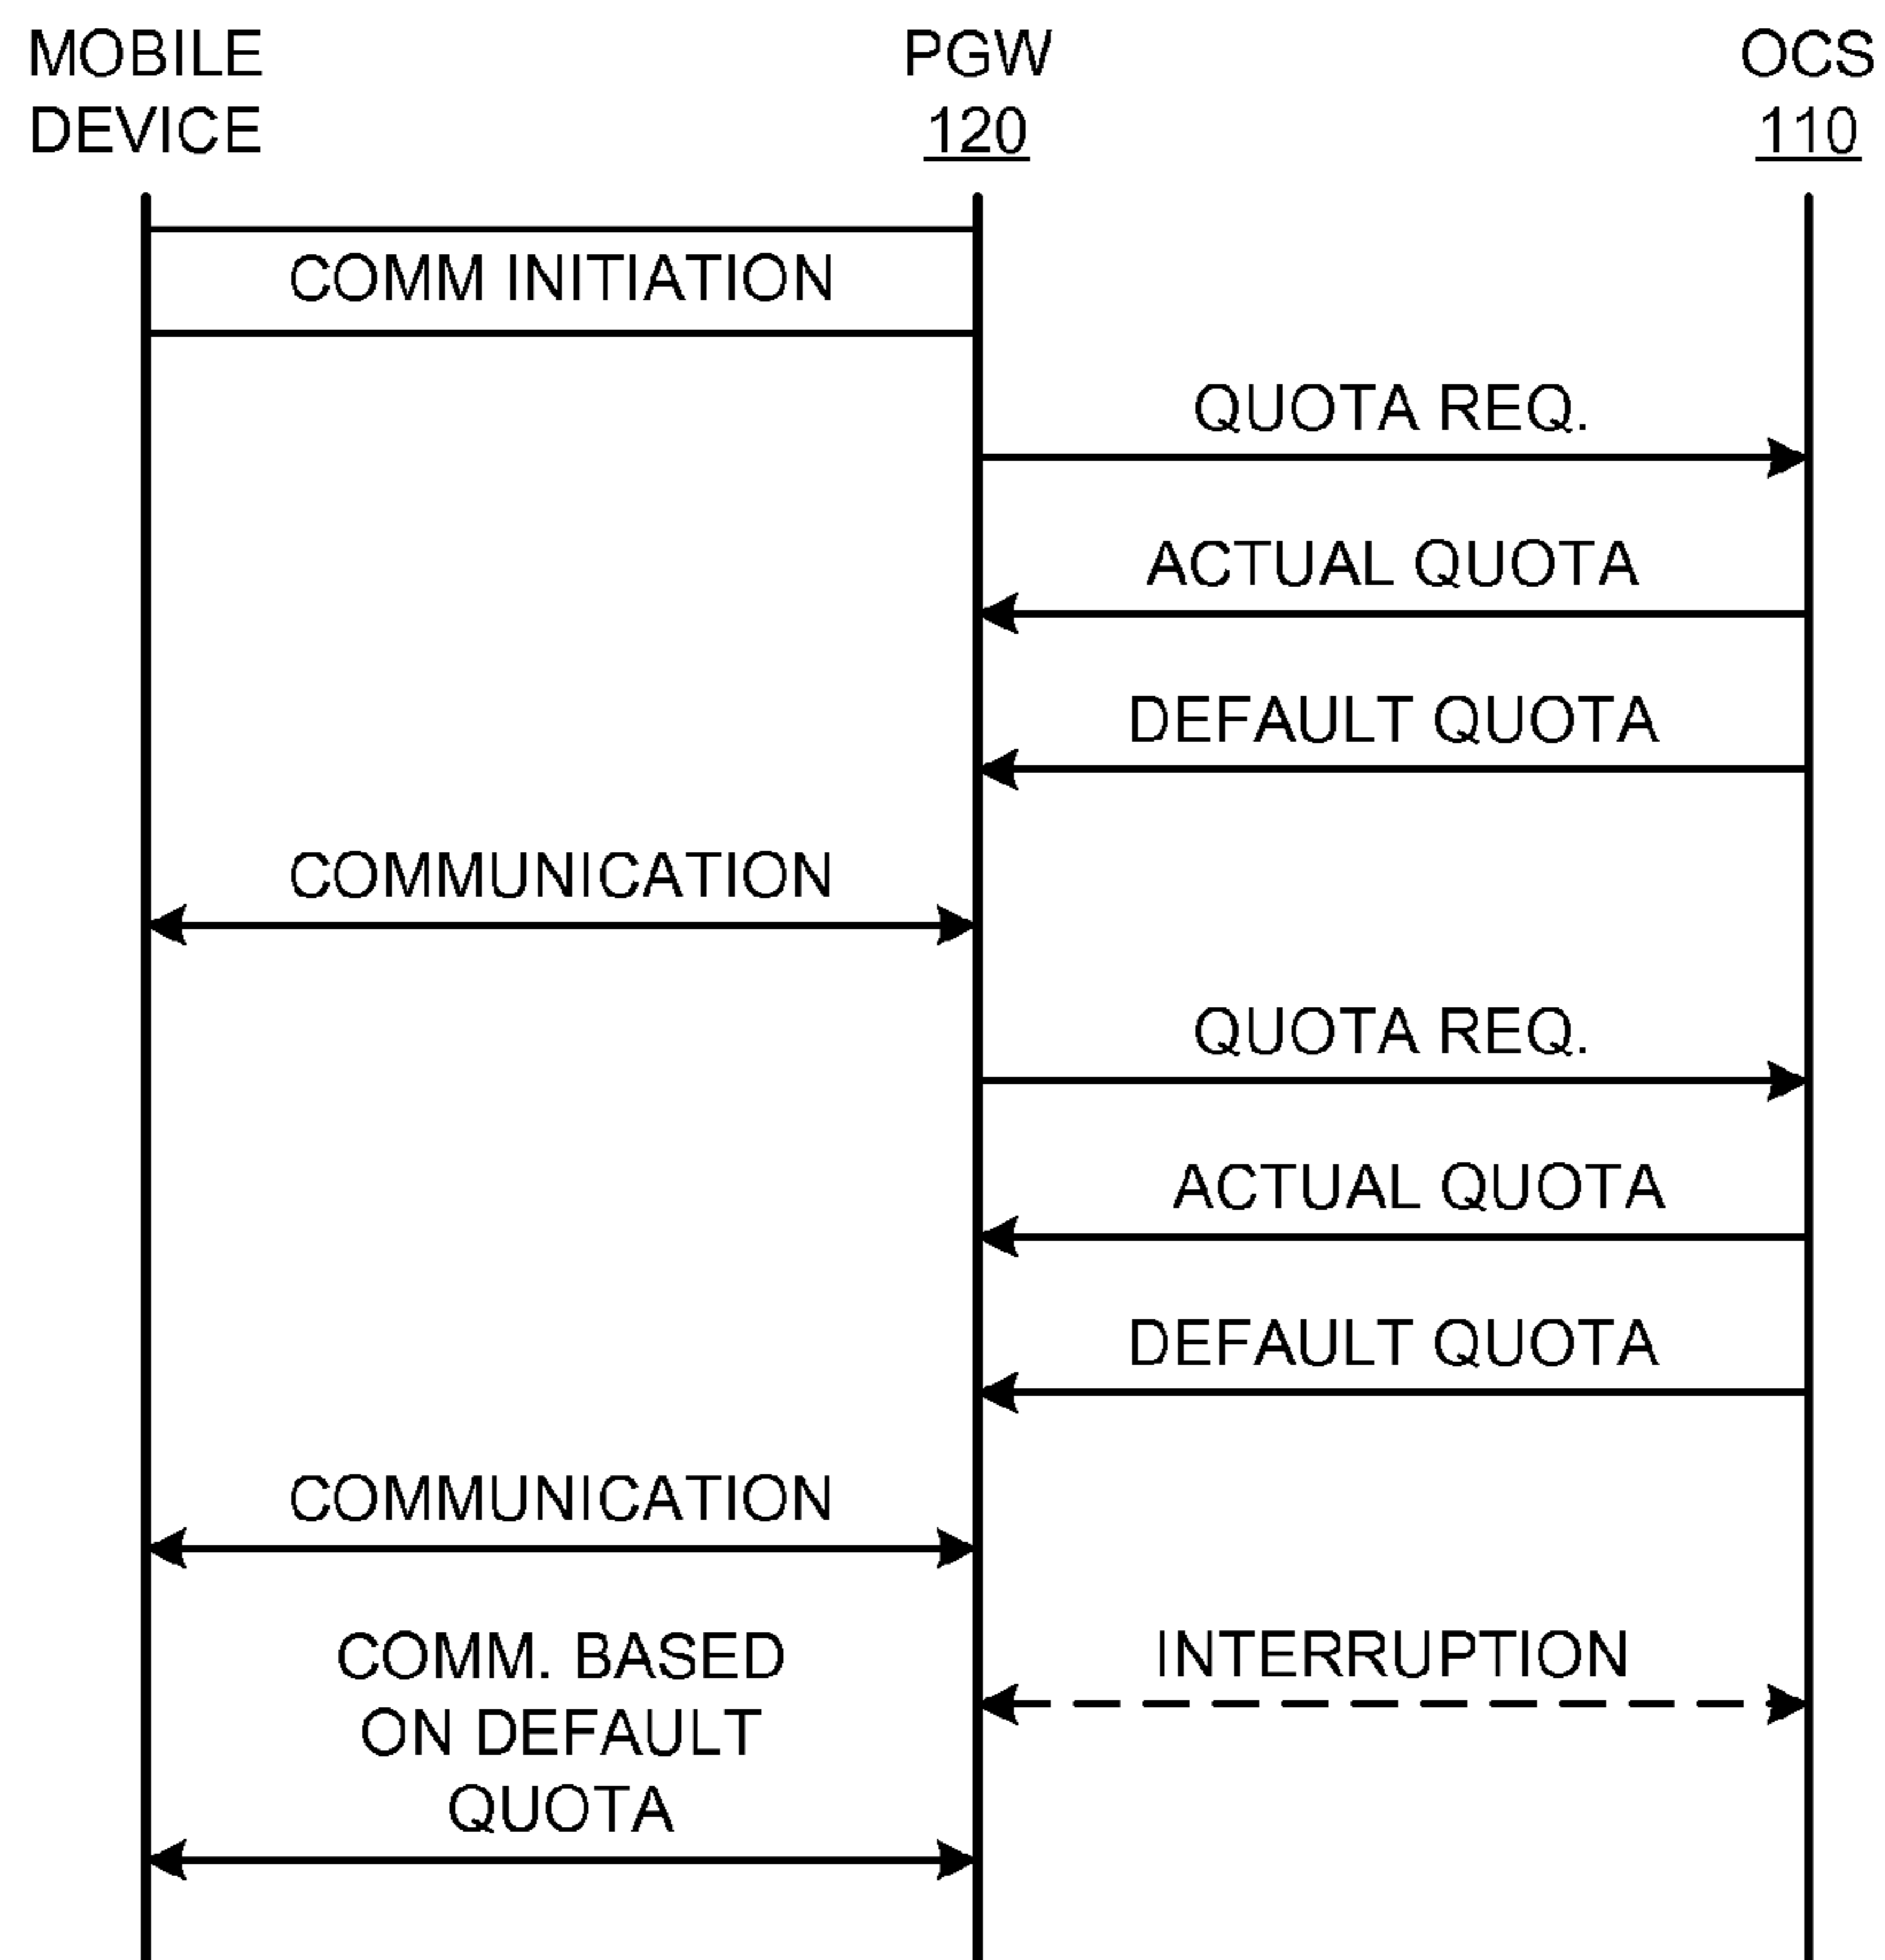 MOBILE
DEVICE
PGW
120
OCS
110
COMM INITIATION
QUOTA REQ.
ACTUAL QUOTA
DEFAULT QUOTA
COMMUNICATION
QUOTA REQ.
ACTUAL QUOTA
DEFAULT QUOTA
COMMUNICATION
INTERRUPTION
COMM. BASED
ON DEFAULT
QUOTA